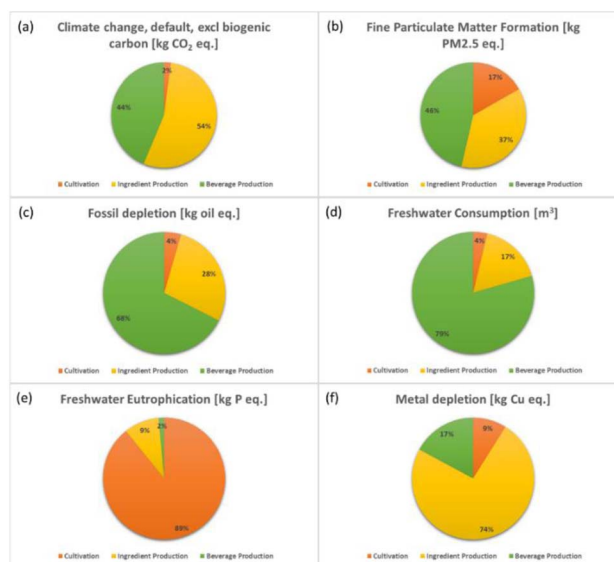 (a)
Climate change, default, excl biogenic
carbon [kg CO₂ eq.]
2%
44%
54%
Cultivation Ingredient Production Beverage Production
(b)
Fine Particulate Matter Formation [kg
PM2.5 eq.]
17%
46%
37%
Cultivation Ingredient Production Beverage Production
(c)
Fossil depletion [kg oil eq.]
4%
28%
68%
Cultivation Ingredient Production Beverage Production
(d)
Freshwater Consumption [m³]
4%
17%
79%
Cultivation Ingredient Production Beverage Production
(e)
Freshwater Eutrophication [kg P eq.]
9%
2%
89%
Cultivation Ingredient Production Beverage Production
(f)
Metal depletion [kg Cu eq.]
17%
9%
74%
Cultivation Ingredient Production Beverage Production